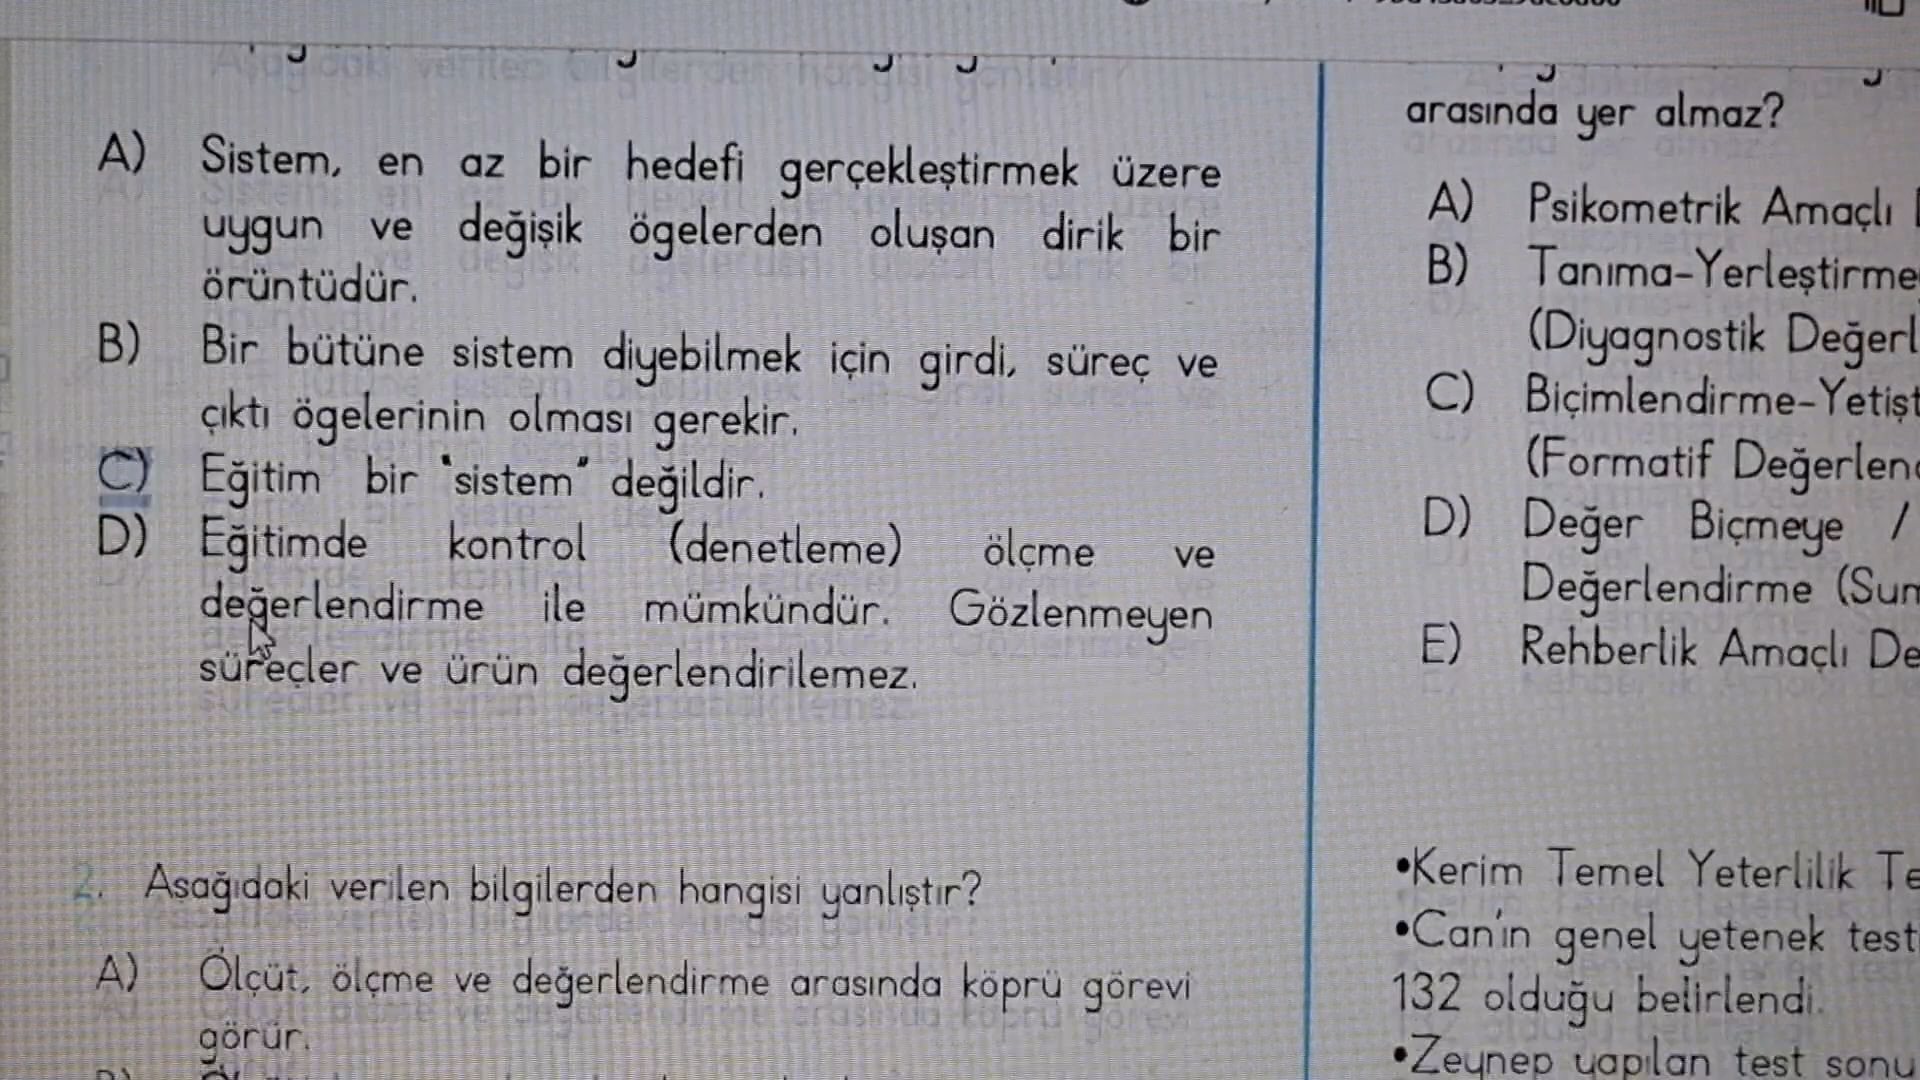 A) Sistem, en az bir hedefi gerçekleştirmek üzere
uygun ve değişik ögelerden oluşan dirik bir
örüntüdür.
B) Bir bütüne sistem diyebilmek için girdi, süreç ve
çıktı ögelerinin olması gerekir.
C) Eğitim bir "sistem" değildir.
D) Eğitimde kontrol (denetleme) ölçme ve
değerlendirme ile mümkündür. Gözlenmeyen
süreçler ve ürün değerlendirilemez.
2. Asağıdaki verilen bilgilerden hangisi yanlıştır?
A) Ölçüt, ölçme ve değerlendirme arasında köprü görevi
görür.
arasında yer almaz?
A) Psikometrik Amaçlı
B) Tanıma-Yerleştirme
(Diyagnostik Değerl
C) Biçimlendirme-Yetişt
(Formatif Değerlen
D) Değer Biçmeye /
Değerlendirme (Sum
E) Rehberlik Amaçlı De
•Kerim Temel Yeterlilik Te
•Can'ın genel yetenek test
132 olduğu belirlendi.
•Zeynep yapılan test sonu